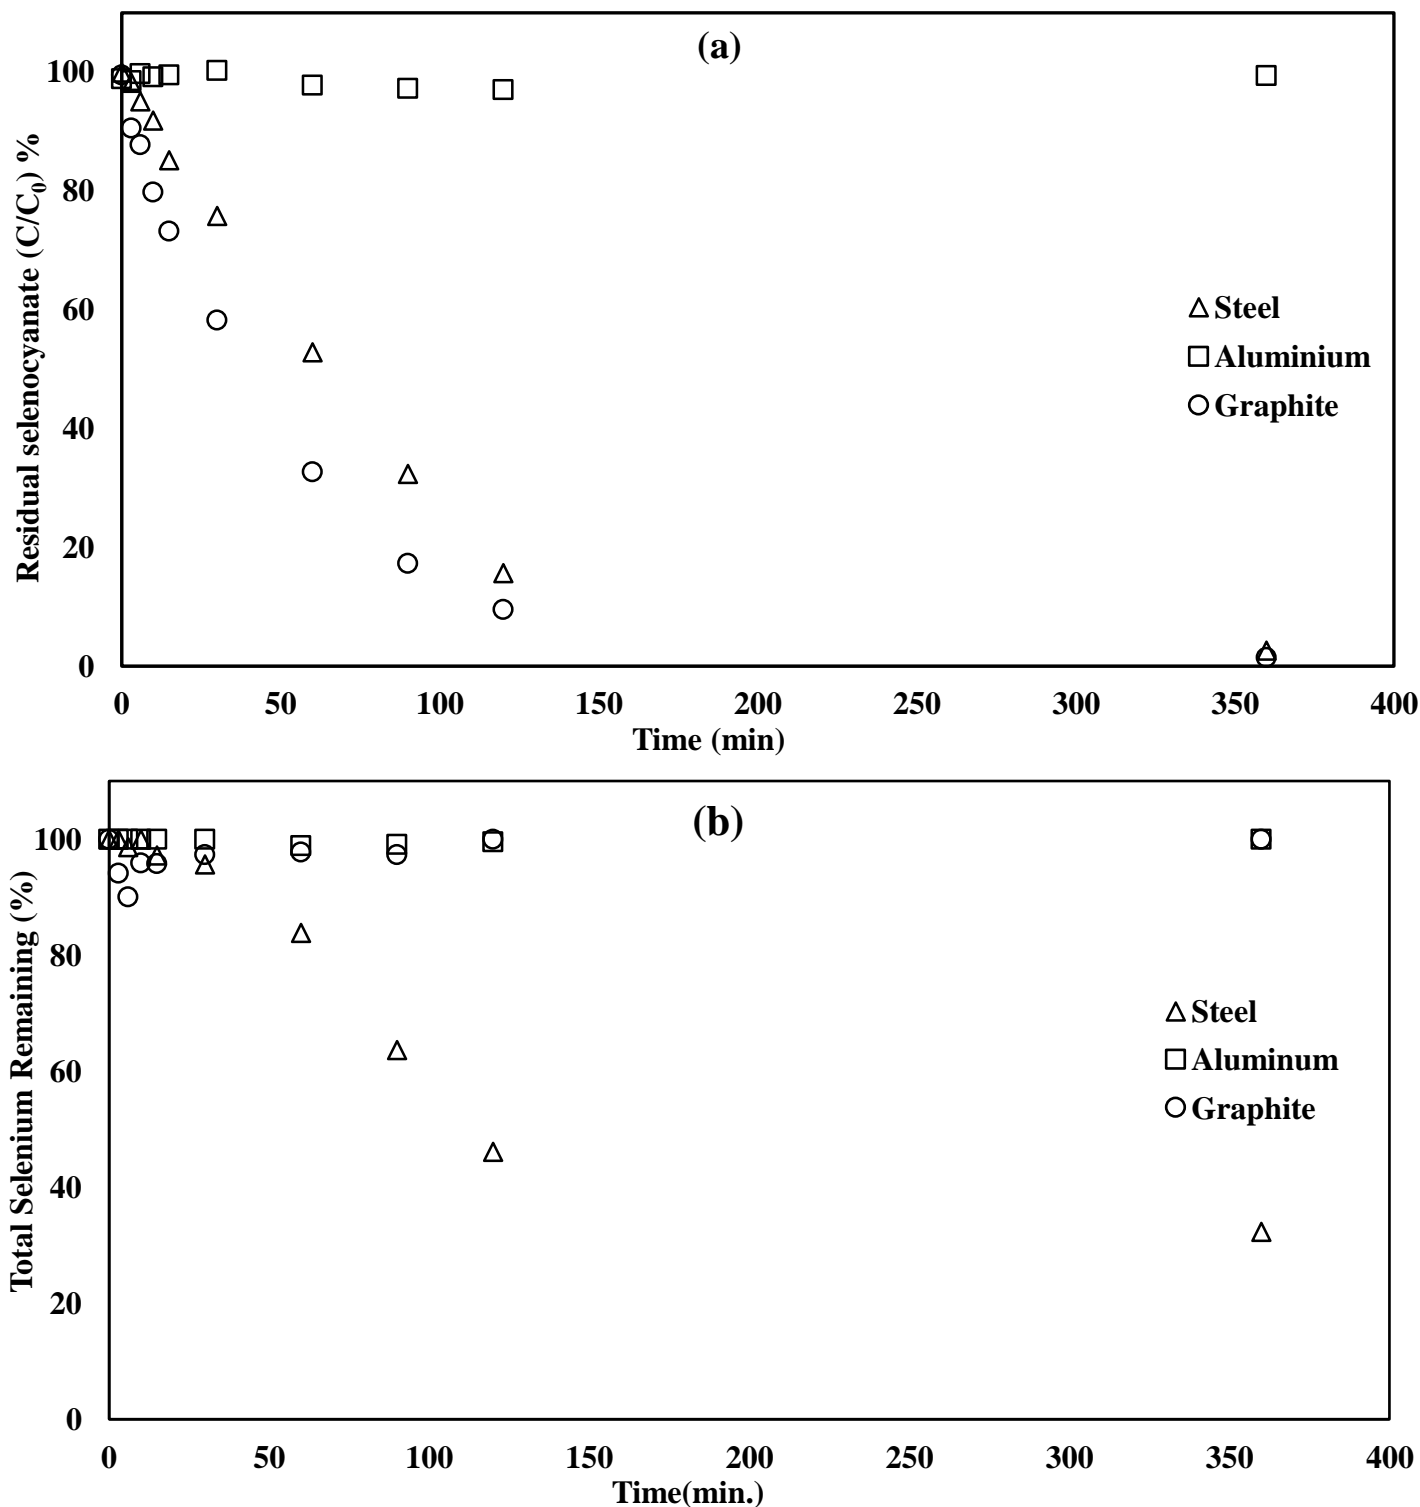 (a)
Residual selenocyanate (C/C₀) %
100
80
60
40
20
0
Steel
Aluminium
Graphite
0 50 100 150 200 250 300 350 400
Time (min)
(b)
Total Selenium Remaining (%)
100
80
60
40
20
0
Steel
Aluminum
Graphite
0 50 100 150 200 250 300 350 400
Time(min.)